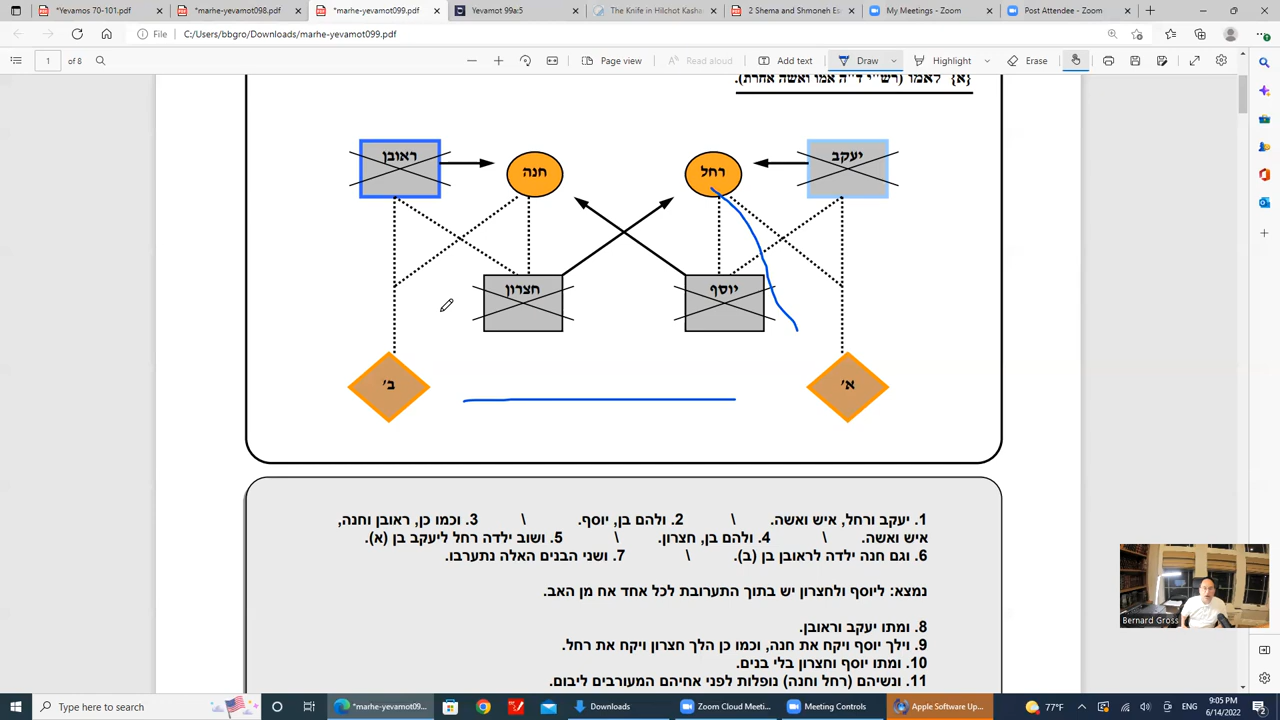 Yevamos 70-101.pdf
*marhe-yevamot098.pdf
*marhe-yevamot099.pdf
Yevamot 99a:5
The Knife in Hilchot Kasha
2 Shema and Shmoneh Es
My Meetings - Zoom
Post Attendee - Zoom
File C:/Users/bbgro/Downloads/marhe-yevamot099.pdf
1 of 8
Page view
Read aloud
Add text
Draw
Highlight
Erase
{א} לאמו (רש"י ד"ה אמו ואשה אחרת).
ראובן
חנה
רחל
יעקב
חצרון
יוסף
ב'
א'
1. יעקב ורחל, איש ואשה. \ 2. ולהם בן, יוסף. \ 3. וכמו כן, ראובן וחנה,
איש ואשה. \ 4. ולהם בן, חצרון. \ 5. ושוב ילדה רחל ליעקב בן (א).
6. וגם חנה ילדה לראובן בן (ב). \ 7. ושני הבנים האלה נתערבו.
נמצא: ליוסף ולחצרון יש בתוך התערובת לכל אחד אח מן האב.
8. ומתו יעקב וראובן.
9. וילך יוסף ויקח את חנה, וכמו כן הלך חצרון ויקח את רחל.
10. ומתו יוסף וחצרון בלי בנים.
11. ונשיהם (רחל וחנה) נופלות לפני אחיהם המעורבים ליבום.
Bernard Gross
Type here to search
*marhe-yevamot09...
Downloads
Zoom Cloud Meetin...
Meeting Controls
Apple Software Up...
77°F
ENG
9:05 PM
6/14/2022